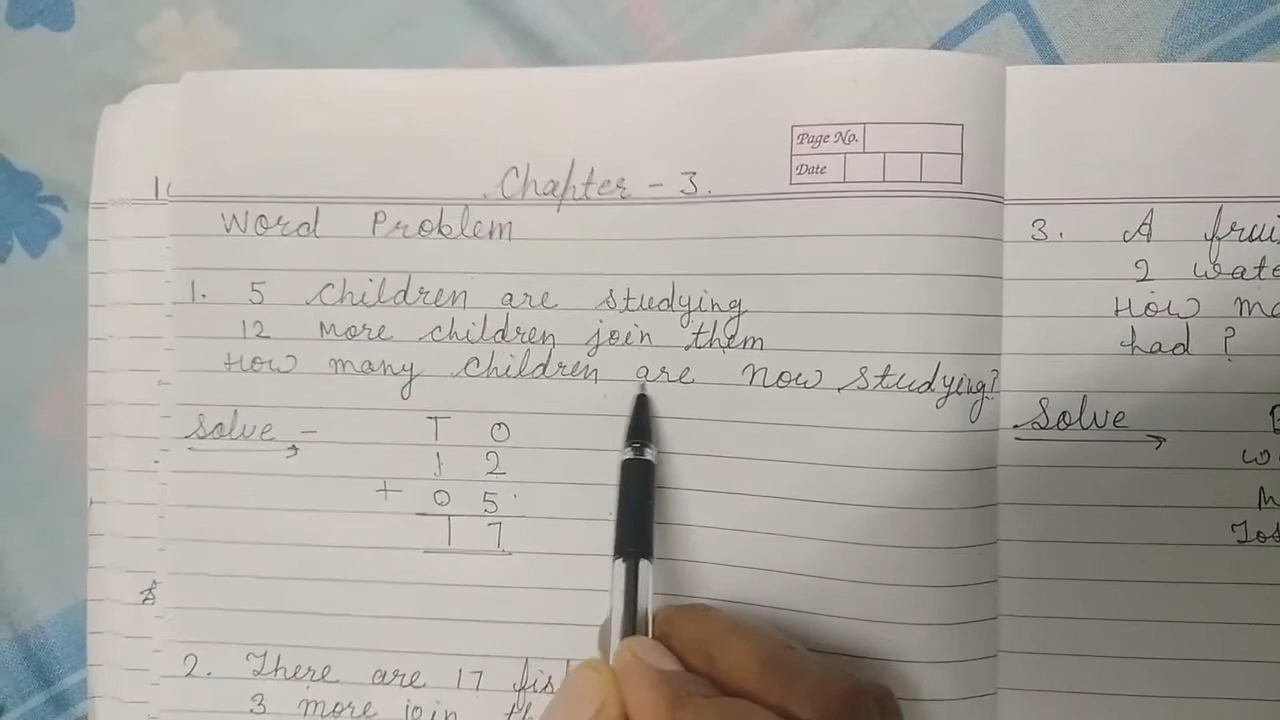 Page No.
Date
Chapter - 3.
Word Problem
1. 5 children are studying
12 more children join them
How many children are now studying?
Solve -
T O
1 2
+ 0 5
1 7
2. There are 17
3 more join
3. A
2
How
had ?
Solve